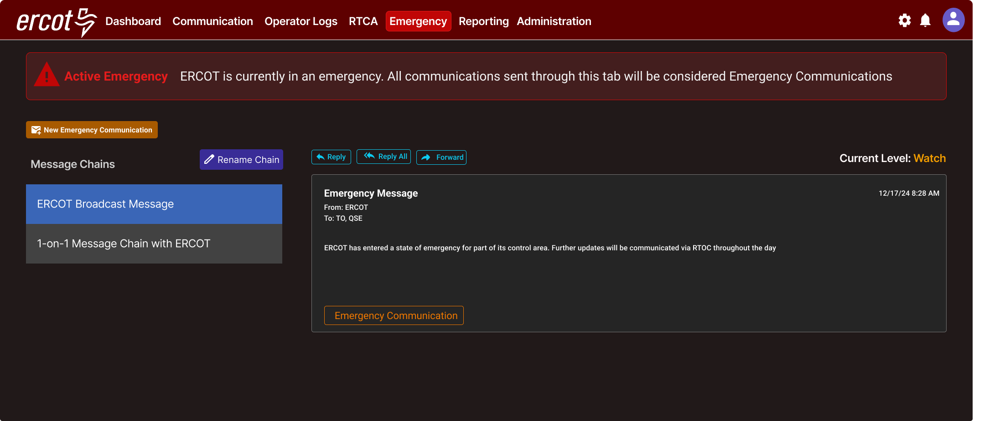 ercot Dashboard Communication Operator Logs RTCA Emergency Reporting Administration
Active Emergency ERCOT is currently in an emergency. All communications sent through this tab will be considered Emergency Communications
New Emergency Communication
Message Chains
Rename Chain
ERCOT Broadcast Message
1-on-1 Message Chain with ERCOT
Reply Reply All Forward
Current Level: Watch
Emergency Message
12/17/24 8:28 AM
From: ERCOT
To: TO, QSE
ERCOT has entered a state of emergency for part of its control area. Further updates will be communicated via RTOC throughout the day
Emergency Communication